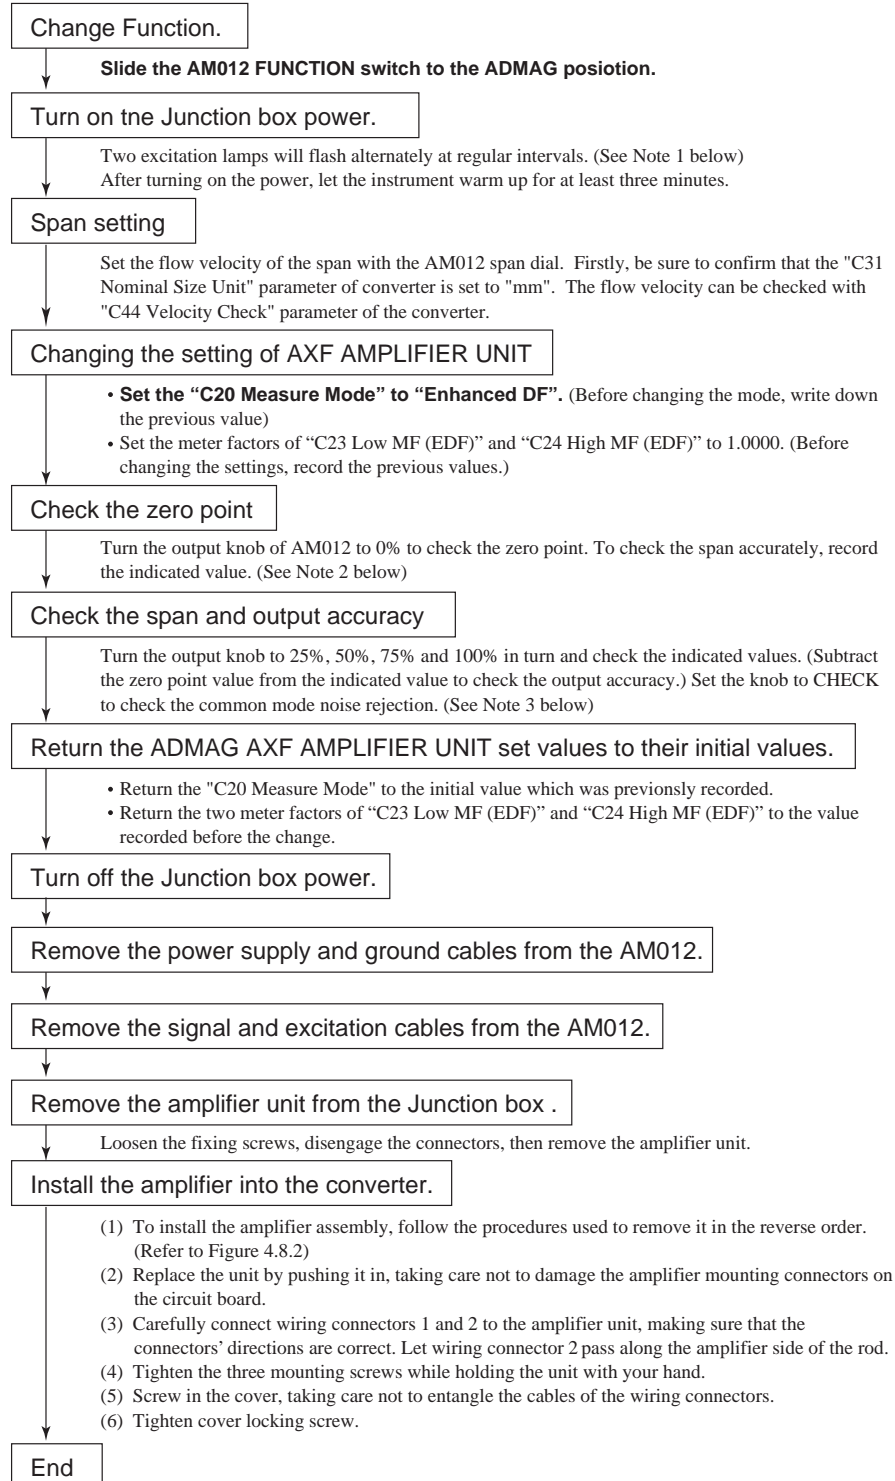 Change Function.
Slide the AM012 FUNCTION switch to the ADMAG posiotion.
Turn on tne Junction box power.
Two excitation lamps will flash alternately at regular intervals. (See Note 1 below)
After turning on the power, let the instrument warm up for at least three minutes.
Span setting
Set the flow velocity of the span with the AM012 span dial.  Firstly, be sure to confirm that the "C31
Nominal Size Unit" parameter of converter is set to "mm".  The flow velocity can be checked with
"C44 Velocity Check" parameter of the converter.
Changing the setting of AXF AMPLIFIER UNIT
• Set the “C20 Measure Mode” to “Enhanced DF”. (Before changing the mode, write down
the previous value)
• Set the meter factors of “C23 Low MF (EDF)” and “C24 High MF (EDF)” to 1.0000. (Before
changing the settings, record the previous values.)
Check the zero point
Turn the output knob of AM012 to 0% to check the zero point. To check the span accurately, record
the indicated value. (See Note 2 below)
Check the span and output accuracy
Turn the output knob to 25%, 50%, 75% and 100% in turn and check the indicated values. (Subtract
the zero point value from the indicated value to check the output accuracy.) Set the knob to CHECK
to check the common mode noise rejection. (See Note 3 below)
Return the ADMAG AXF AMPLIFIER UNIT set values to their initial values.
• Return the "C20 Measure Mode" to the initial value which was previonsly recorded.
• Return the two meter factors of “C23 Low MF (EDF)” and “C24 High MF (EDF)” to the value
recorded before the change.
Turn off the Junction box power.
Remove the power supply and ground cables from the AM012.
Remove the signal and excitation cables from the AM012.
Remove the amplifier unit from the Junction box .
Loosen the fixing screws, disengage the connectors, then remove the amplifier unit.
Install the amplifier into the converter.
(1) To install the amplifier assembly, follow the procedures used to remove it in the reverse order.
(Refer to Figure 4.8.2)
(2) Replace the unit by pushing it in, taking care not to damage the amplifier mounting connectors on
the circuit board.
(3) Carefully connect wiring connectors 1 and 2 to the amplifier unit, making sure that the
connectors’ directions are correct. Let wiring connector 2 pass along the amplifier side of the rod.
(4) Tighten the three mounting screws while holding the unit with your hand.
(5) Screw in the cover, taking care not to entangle the cables of the wiring connectors.
(6) Tighten cover locking screw.
End